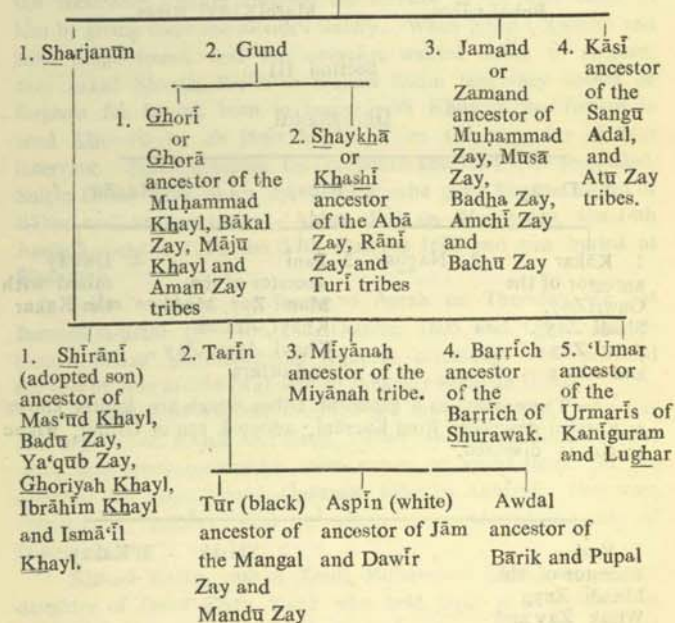 1. Sharjanūn
2. Gund
3. Jamand
or
Zamand
ancestor of
Muḥammad
Zay, Mūsā
Zay,
Badha Zay,
Amchī Zay
and
Bachū Zay
4. Kāsī
ancestor
of the
Sangū
Adal,
and
Atū Zay
tribes.
1. Ghorī
or
Ghorā
ancestor of the
Muḥammad
Khayl, Bākal
Zay, Mājū
Khayl and
Amān Zay
tribes
2. Shaykhā
or
Khashī
ancestor
of the Abā
Zay, Rānī
Zay and
Turī tribes
1. Shīrānī
(adopted son)
ancestor of
Mas‘ūd Khayl,
Badū Zay,
Ya‘qūb Zay,
Ghoriyah Khayl,
Ibrāhīm Khayl
and Ismā‘īl
Khayl.
2. Tarīn
3. Miyānah
ancestor of the
Miyānah tribe.
4. Barrīch
ancestor
of the
Barrīch of
Shurawak.
5. ‘Umar
ancestor
of the
Urmarīs of
Kanīguram
and Lughar
Tūr (black)
ancestor of
the Mangal
Zay and
Mandū Zay
Aspīn (white)
ancestor of Jām
and Dawīr
Awdal
ancestor of
Bārik and Pupal